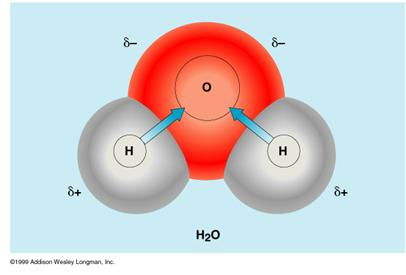 δ– δ–
O
H H
δ+ δ+
H₂O
©1999 Addison Wesley Longman, Inc.